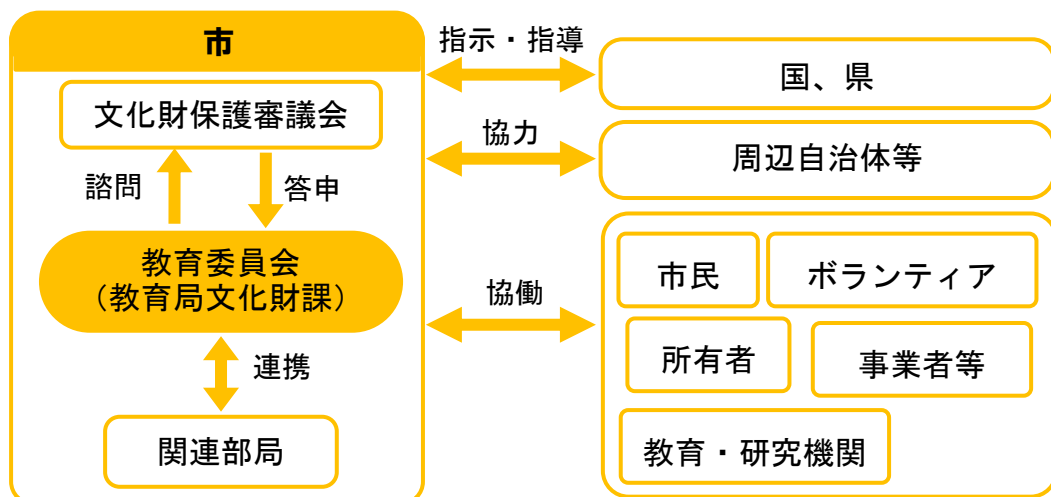 市
文化財保護審議会
諮問
答申
教育委員会
（教育局文化財課）
連携
関連部局
指示・指導
国、県
協力
周辺自治体等
協働
市民
ボランティア
所有者
事業者等
教育・研究機関